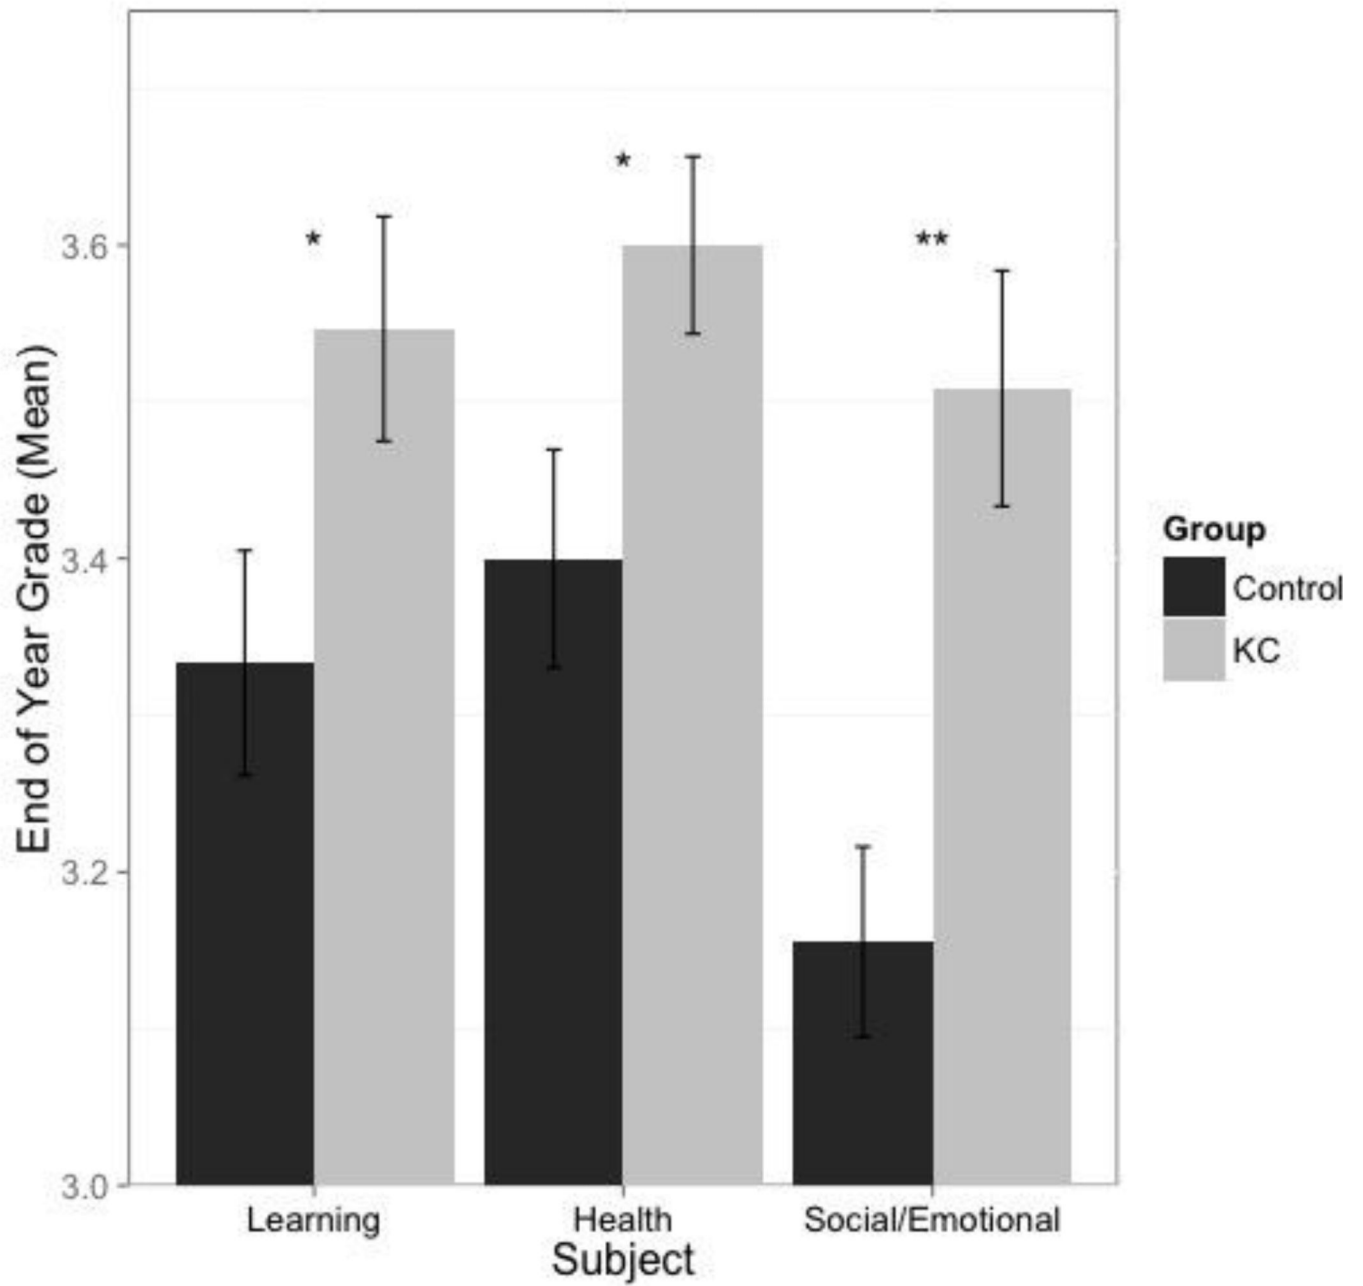 End of Year Grade (Mean)
3.6
3.4
3.2
3.0
*
*
**
Learning
Health
Social/Emotional
Subject
Group
Control
KC